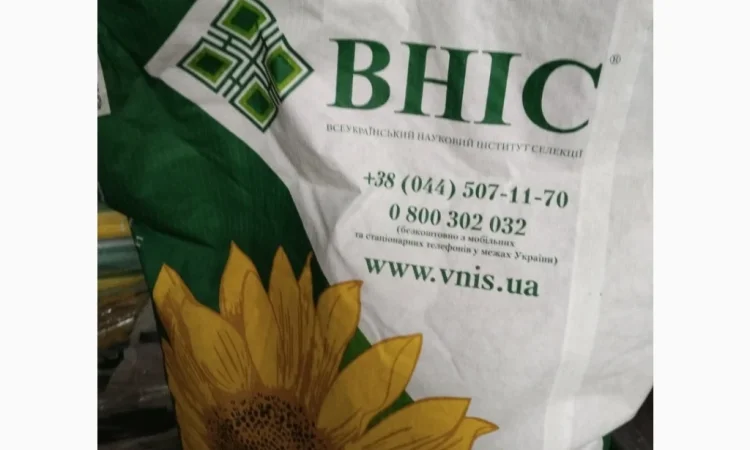 ВНІС®
ВСЕУКРАЇНСЬКИЙ НАУКОВИЙ ІНСТИТУТ СЕЛЕКЦІЇ
+38 (044) 507-11-70
0 800 302 032
(безкоштовно з мобільних
та стаціонарних телефонів у межах України)
www.vnis.ua